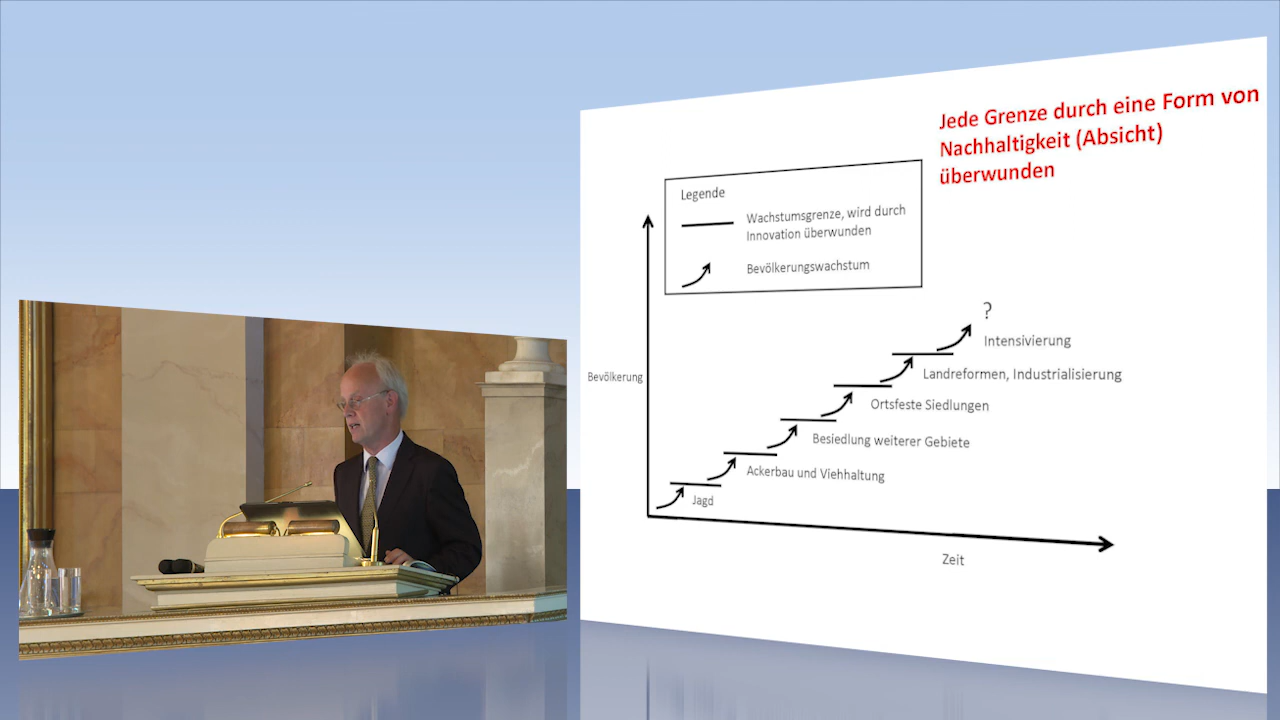 Jede Grenze durch eine Form von
Nachhaltigkeit (Absicht)
überwunden
Legende
Wachstumsgrenze, wird durch
Innovation überwunden
Bevölkerungswachstum
?
Intensivierung
Landreformen, Industrialisierung
Bevölkerung
Ortsfeste Siedlungen
Besiedlung weiterer Gebiete
Ackerbau und Viehhaltung
Jagd
Zeit